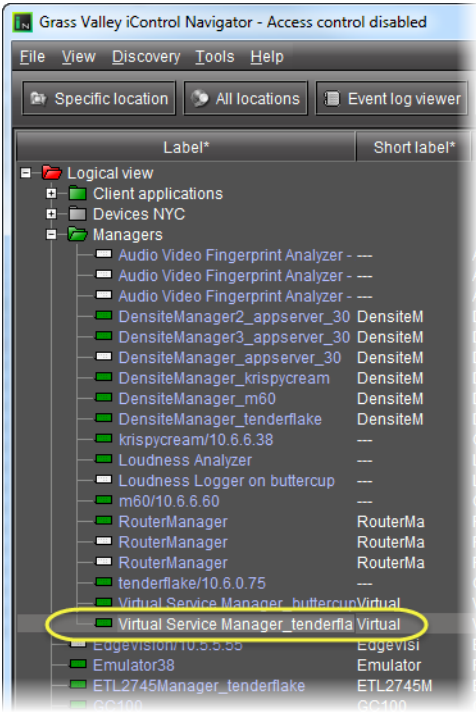 Grass Valley iControl Navigator - Access control disabled
File View Discovery Tools Help
Specific location All locations Event log viewer
Label* Short label*
Logical view
Client applications
Devices NYC
Managers
Audio Video Fingerprint Analyzer - ---
Audio Video Fingerprint Analyzer - ---
Audio Video Fingerprint Analyzer - ---
DensiteManager2_appserver_30 DensiteM
DensiteManager3_appserver_30 DensiteM
DensiteManager_appserver_30 DensiteM
DensiteManager_krispycream DensiteM
DensiteManager_m60 DensiteM
DensiteManager_tenderflake DensiteM
krispycream/10.6.6.38 ---
Loudness Analyzer ---
Loudness Logger on buttercup ---
m60/10.6.6.60 ---
RouterManager RouterMa
RouterManager RouterMa
RouterManager RouterMa
tenderflake/10.6.0.75 ---
Virtual Service Manager_buttercup Virtual
Virtual Service Manager_tenderfla Virtual
EdgeVision/10.5.5.55 EdgeVisi
Emulator38 Emulator
ETL2745Manager_tenderflake ETL2745M
GC100 GC100